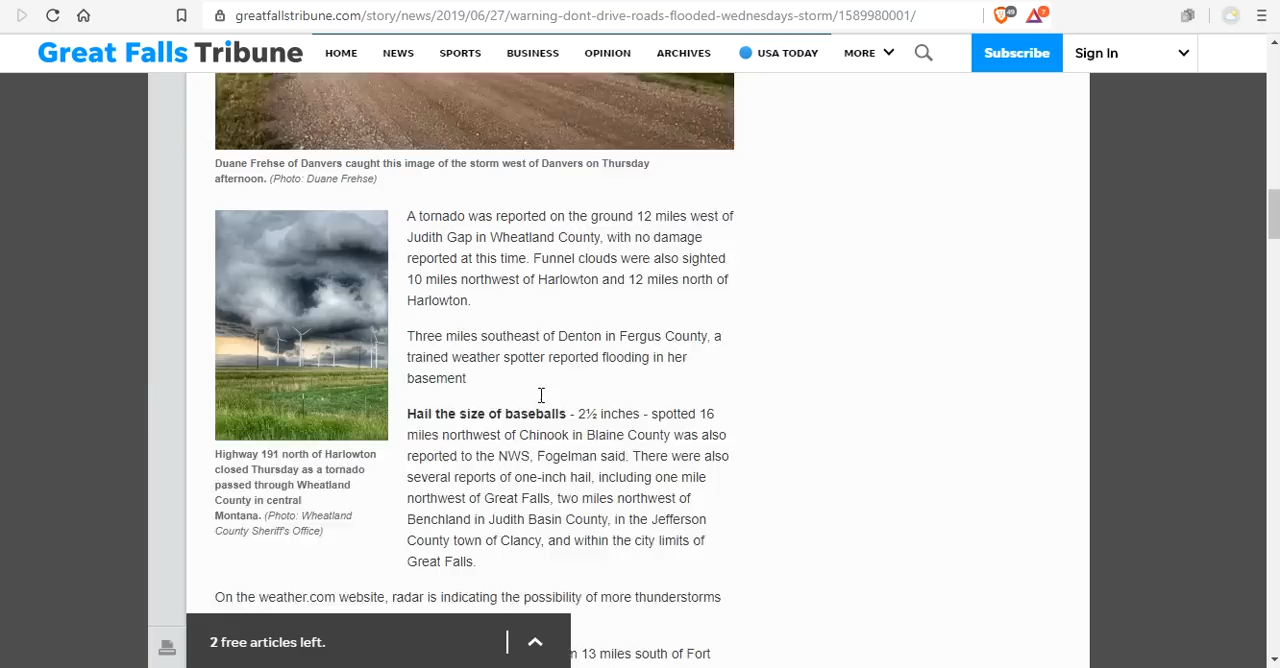 greatfallstribune.com/story/news/2019/06/27/warning-dont-drive-roads-flooded-wednesdays-storm/1589980001/
49
7
Great Falls Tribune
HOME NEWS SPORTS BUSINESS OPINION ARCHIVES USA TODAY MORE
Subscribe
Sign In
Duane Frehse of Danvers caught this image of the storm west of Danvers on Thursday
afternoon. (Photo: Duane Frehse)
A tornado was reported on the ground 12 miles west of
Judith Gap in Wheatland County, with no damage
reported at this time. Funnel clouds were also sighted
10 miles northwest of Harlowton and 12 miles north of
Harlowton.
Three miles southeast of Denton in Fergus County, a
trained weather spotter reported flooding in her
basement
Hail the size of baseballs - 2½ inches - spotted 16
miles northwest of Chinook in Blaine County was also
reported to the NWS, Fogelman said. There were also
several reports of one-inch hail, including one mile
northwest of Great Falls, two miles northwest of
Benchland in Judith Basin County, in the Jefferson
County town of Clancy, and within the city limits of
Great Falls.
Highway 191 north of Harlowton
closed Thursday as a tornado
passed through Wheatland
County in central
Montana. (Photo: Wheatland
County Sheriff's Office)
On the weather.com website, radar is indicating the possibility of more thunderstorms
2 free articles left.
13 miles south of Fort